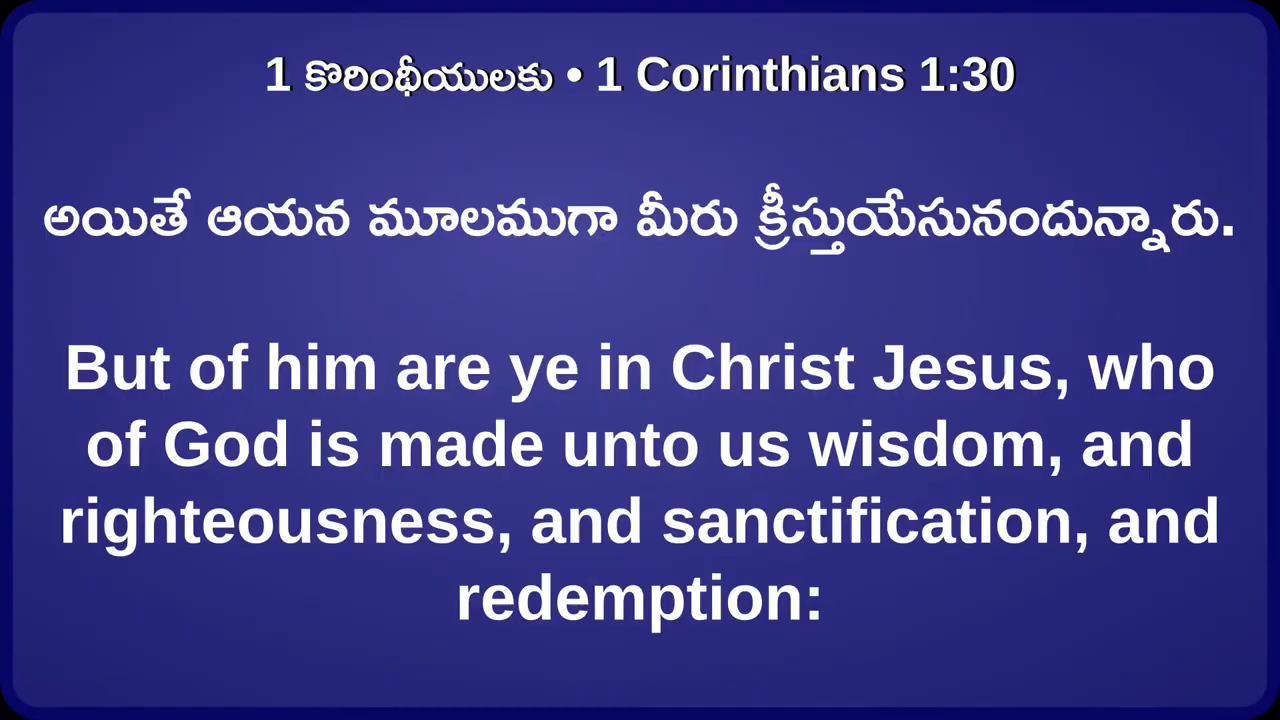 1 కొరింథీయులకు • 1 Corinthians 1:30
అయితే ఆయన మూలముగా మీరు క్రీస్తుయేసునందున్నారు.
But of him are ye in Christ Jesus, who
of God is made unto us wisdom, and
righteousness, and sanctification, and
redemption: